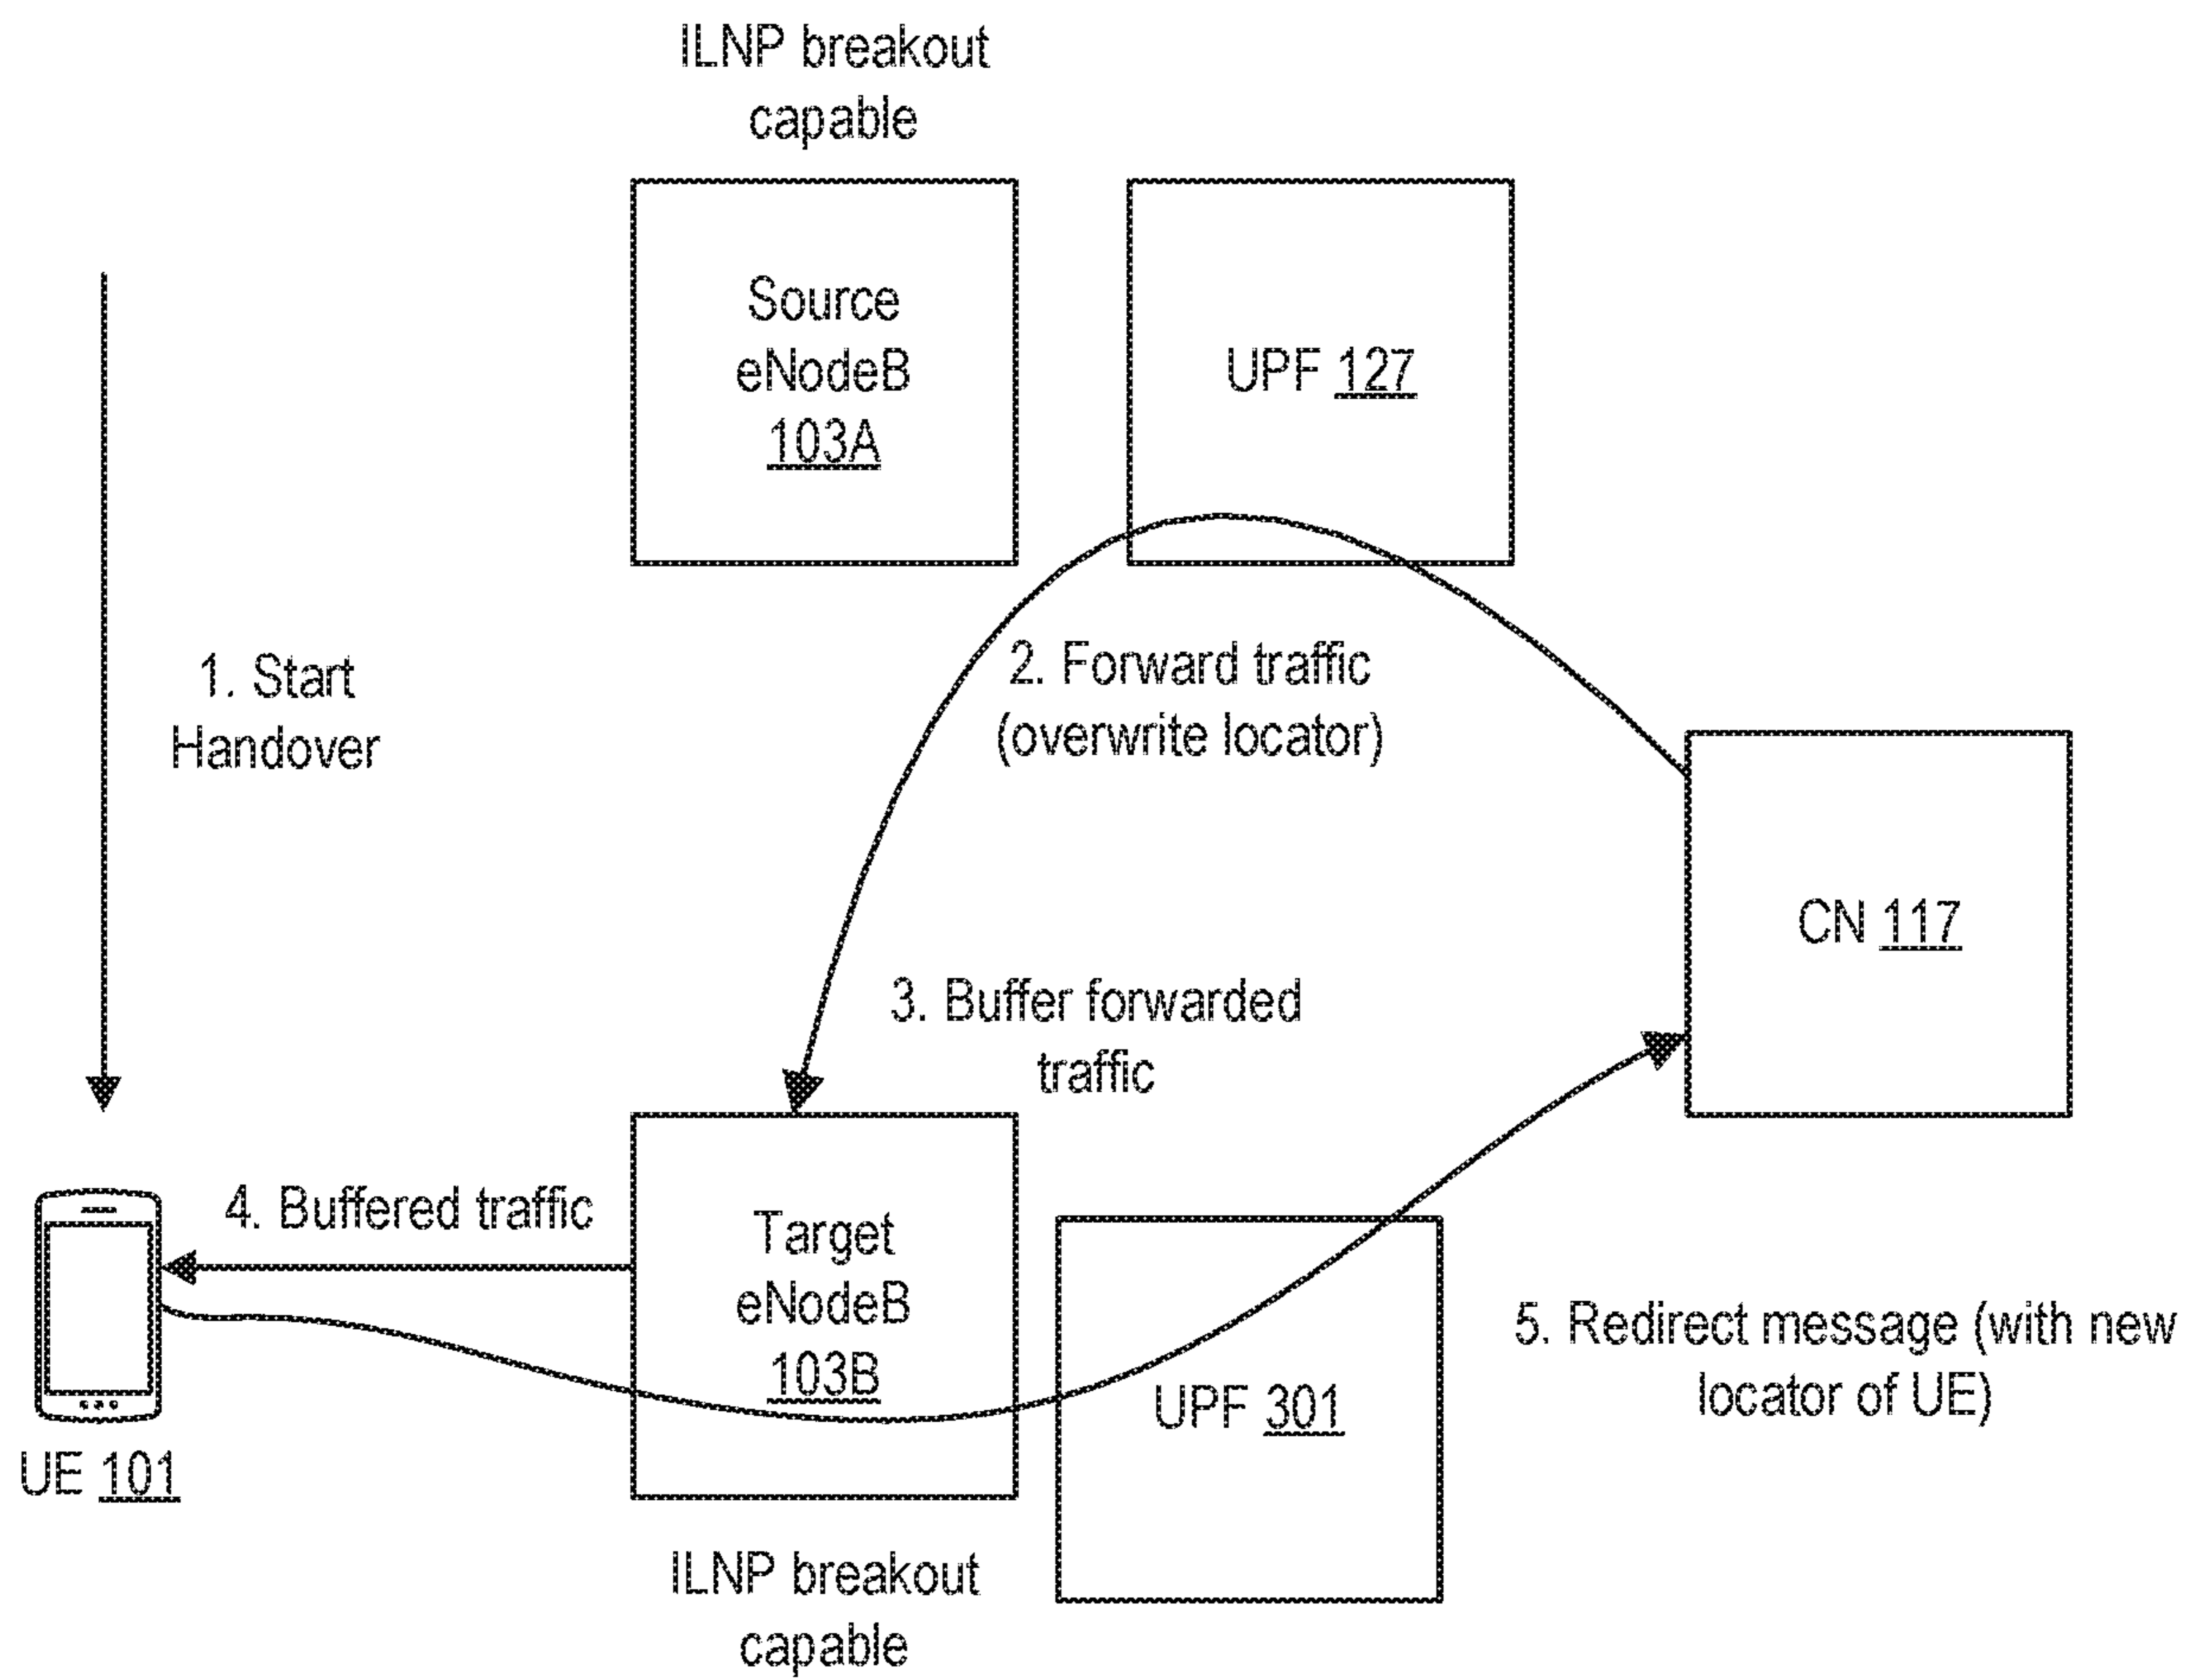 ILNP breakout
capable
Source
eNodeB
103A
UPF 127
1. Start
Handover
2. Forward traffic
(overwrite locator)
CN 117
3. Buffer forwarded
traffic
4. Buffered traffic
Target
eNodeB
103B
UPF 301
5. Redirect message (with new
locator of UE)
UE 101
ILNP breakout
capable